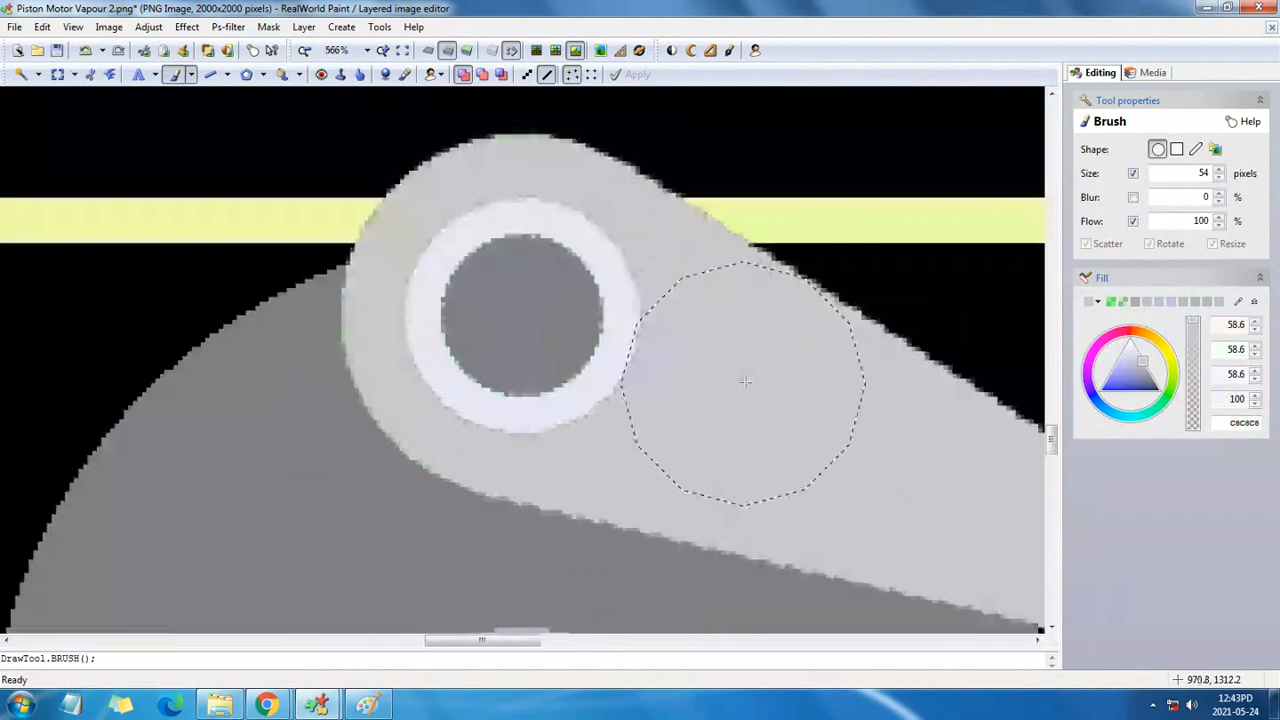 Piston Motor Vapour 2.png* (PNG Image, 2000x2000 pixels) - RealWorld Paint / Layered image editor
File Edit View Image Adjust Effect Ps-filter Mask Layer Create Tools Help
566%
Apply
Editing Media
Tool properties
Brush Help
Shape:
Size: 54 pixels
Blur: 0 %
Flow: 100 %
Scatter Rotate Resize
Fill
58.6
58.6
58.6
100
C8C8C8
DrawTool.BRUSH();
Ready 970.8, 1312.2
12:43PD
2021-05-24